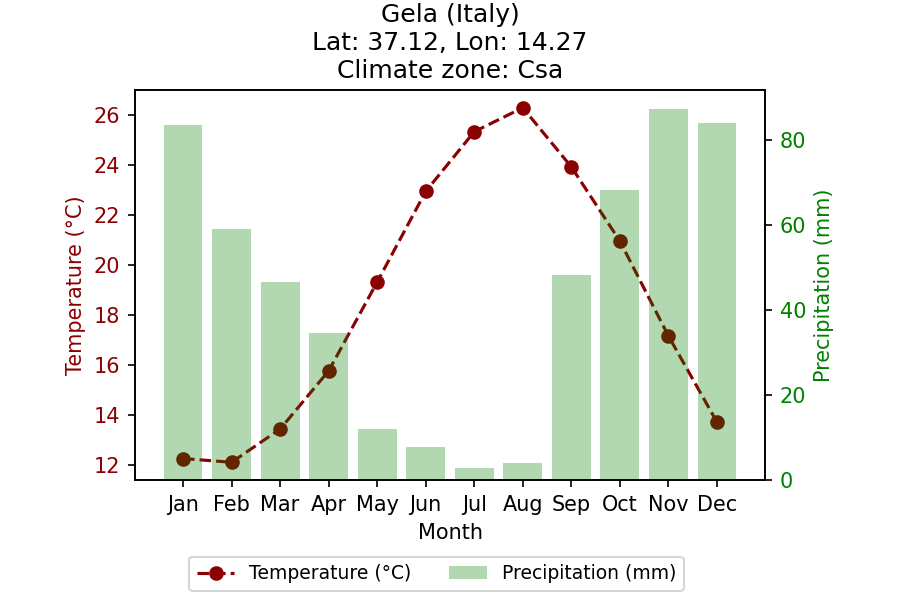 Gela (Italy)
Lat: 37.12, Lon: 14.27
Climate zone: Csa
Temperature (°C)
26
24
22
20
18
16
14
12
80
60
40
20
0
Precipitation (mm)
Jan Feb Mar Apr May Jun Jul Aug Sep Oct Nov Dec
Month
Temperature (°C) Precipitation (mm)